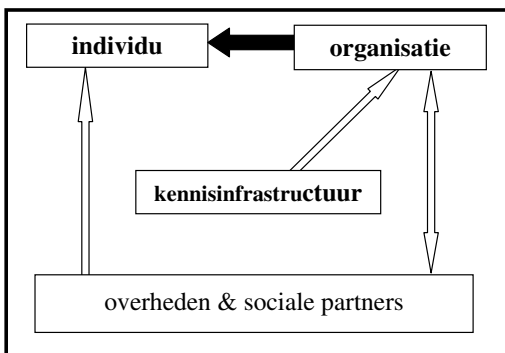 individu
organisatie
kennisinfrastructuur
overheden & sociale partners